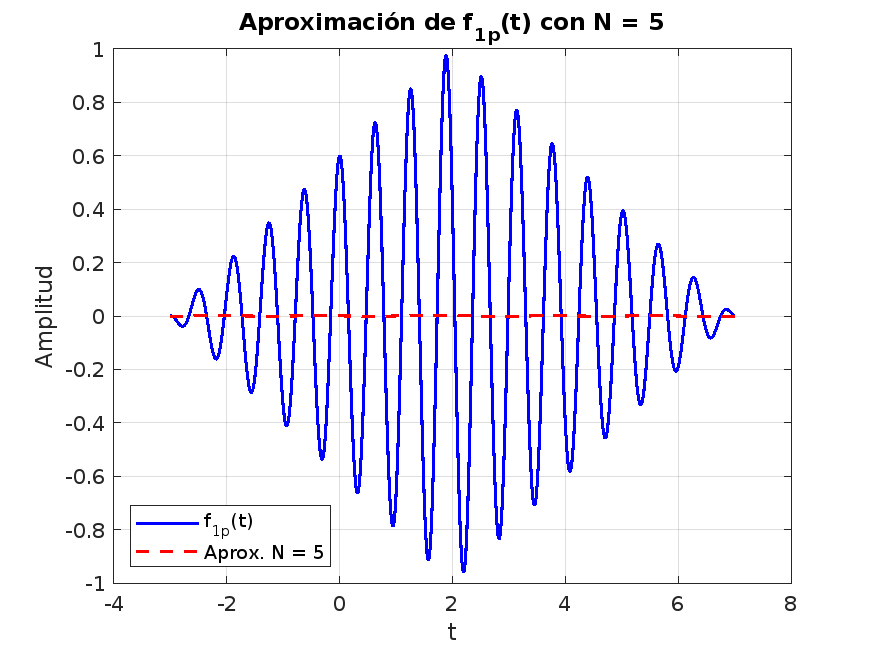 Aproximación de f1p(t) con N = 5
1
0.8
0.6
0.4
0.2
0
-0.2
-0.4
-0.6
-0.8
-1
Amplitud
f1p(t)
Aprox. N = 5
-4 -2 0 2 4 6 8
t